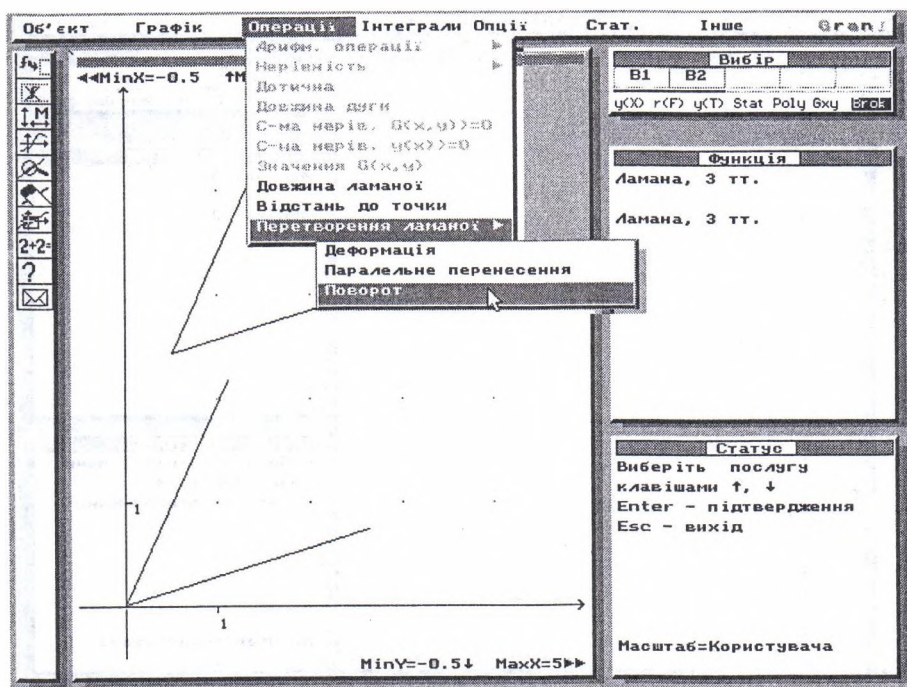 Об'єкт Графік Операції Інтеграли Опції Стат. Інше Gran1
◄◄MinX=-0.5 ↑M
Арифм. операції ►
Нерівність ►
Дотична
Довжина дуги
С-ма нерів. G(x,y)>=0
С-ма нерів. y(x)>=0
Значення G(x,y)
Довжина ламаної
Відстань до точки
Перетворення ламаної ►
Деформація
Паралельне перенесення
Поворот
2+2=
?
1
1
MinY=-0.5↓ MaxX=5►►
Вибір
B1 B2
y(X) r(F) y(T) Stat Poly Gxy Brok
Функція
Ламана, 3 тт.
Ламана, 3 тт.
Статус
Виберіть послугу
клавішами ↑, ↓
Enter - підтвердження
Esc - вихід
Масштаб=Користувача